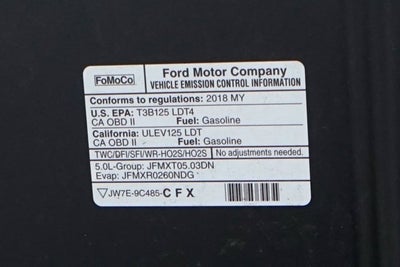 FoMoCo
Ford Motor Company
VEHICLE EMISSION CONTROL INFORMATION
Conforms to regulations: 2018 MY
U.S. EPA: T3B125 LDT4
CA OBD II Fuel: Gasoline
California: ULEV125 LDT
CA OBD II Fuel: Gasoline
TWC/DFI/SFI/WR-HO2S/HO2S No adjustments needed.
5.0L-Group: JFMXT05.03DN
Evap: JFMXR0260NDG
▽JW7E-9C485-CFX